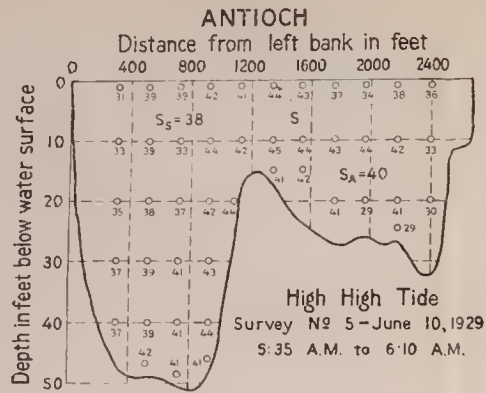 ANTIOCH
Distance from left bank in feet
0 400 800 1200 1600 2000 2400
Depth in feet below water surface
0
31 39 39 42 41 44 43 37 34 38 36
S_S = 38 S
10
33 39 33 44 42 45 44 43 44 42 33
41 42 S_A = 40
20
35 38 37 42 44 41 29 41 30
29
30
37 39 41 43
High High Tide
40
37 39 41 44
Survey Nº 5 - June 10, 1929
42 41 41
5:35 A.M. to 6:10 A.M.
50